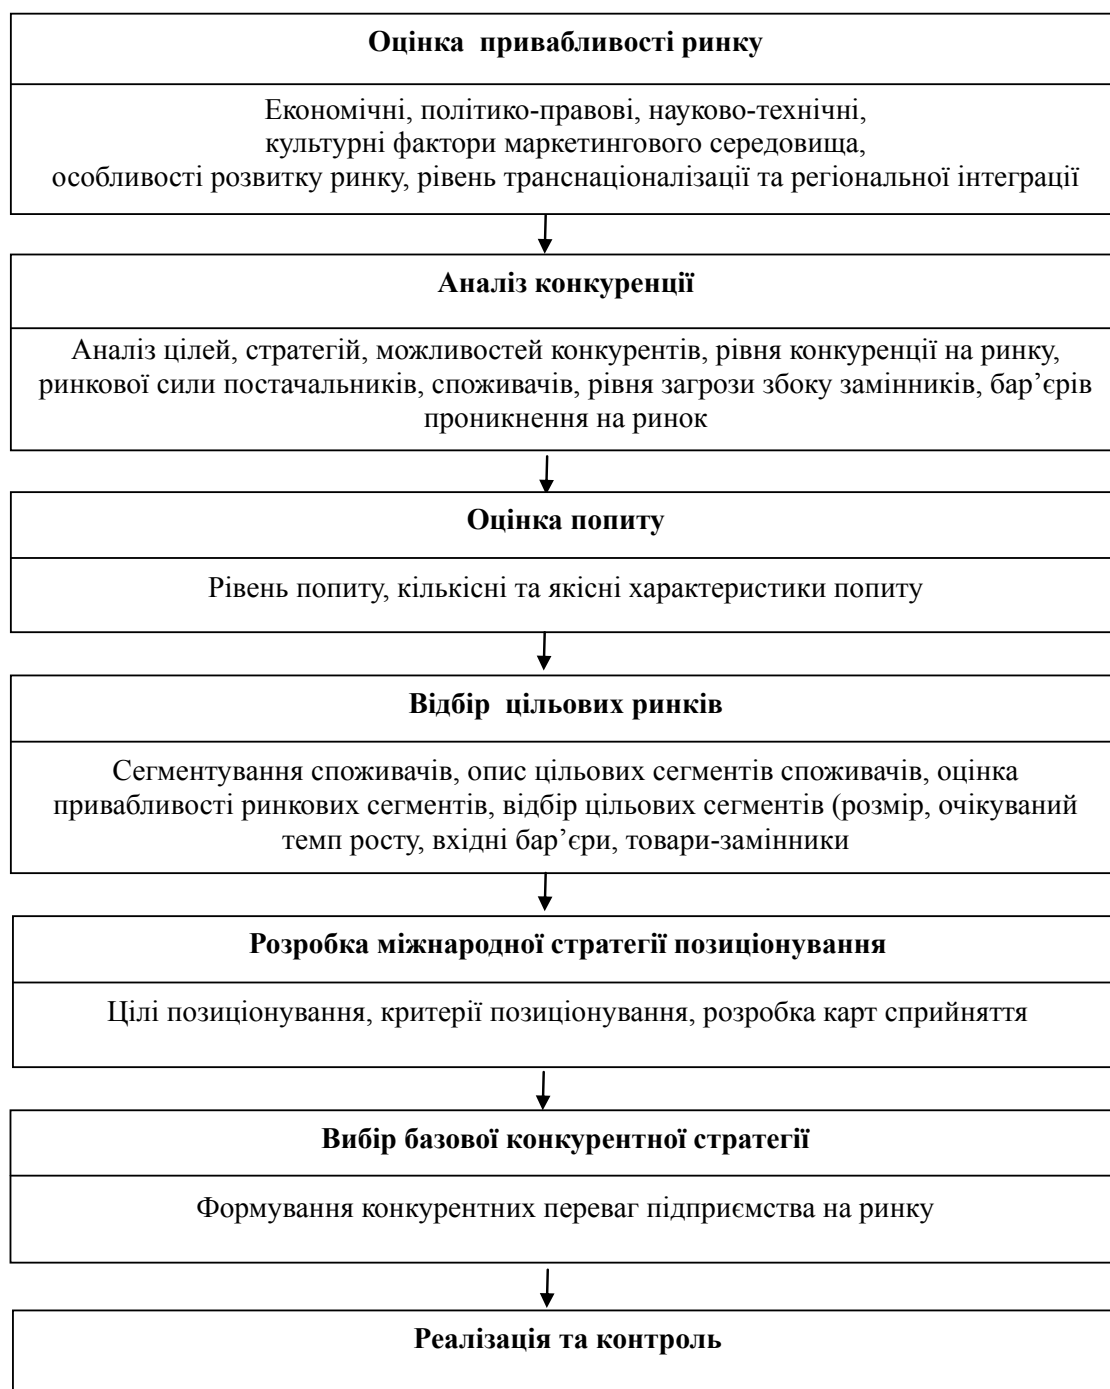 Оцінка  привабливості ринку
Економічні, політико-правові, науково-технічні,
культурні фактори маркетингового середовища,
особливості розвитку ринку, рівень транснаціоналізації та регіональної інтеграції
Аналіз конкуренції
Аналіз цілей, стратегій, можливостей конкурентів, рівня конкуренції на ринку,
ринкової сили постачальників, споживачів, рівня загрози збоку замінників, бар’єрів
проникнення на ринок
Оцінка попиту
Рівень попиту, кількісні та якісні характеристики попиту
Відбір  цільових ринків
Сегментування споживачів, опис цільових сегментів споживачів, оцінка
привабливості ринкових сегментів, відбір цільових сегментів (розмір, очікуваний
темп росту, вхідні бар’єри, товари-замінники
Розробка міжнародної стратегії позиціонування
Цілі позиціонування, критерії позиціонування, розробка карт сприйняття
Вибір базової конкурентної стратегії
Формування конкурентних переваг підприємства на ринку
Реалізація та контроль